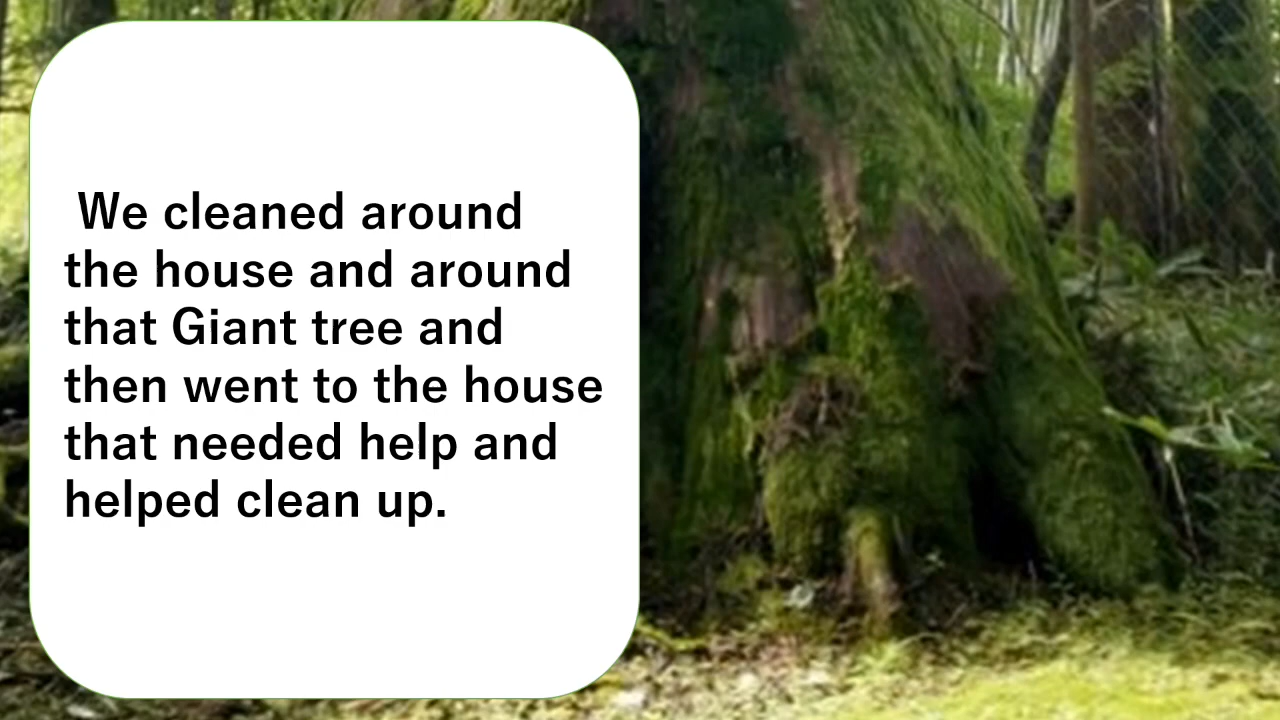 We cleaned around
the house and around
that Giant tree and
then went to the house
that needed help and
helped clean up.